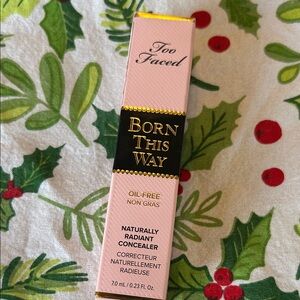 Too
Faced
BORN
THIS
WAY
OIL-FREE
NON GRAS
NATURALLY
RADIANT
CONCEALER
CORRECTEUR
NATURELLEMENT
RADIEUSE
7.0 mL / 0.23 Fl. Oz.